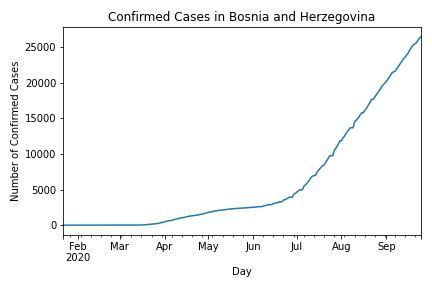 Confirmed Cases in Bosnia and Herzegovina
Number of Confirmed Cases
25000
20000
15000
10000
5000
0
Feb Mar Apr May Jun Jul Aug Sep
2020
Day